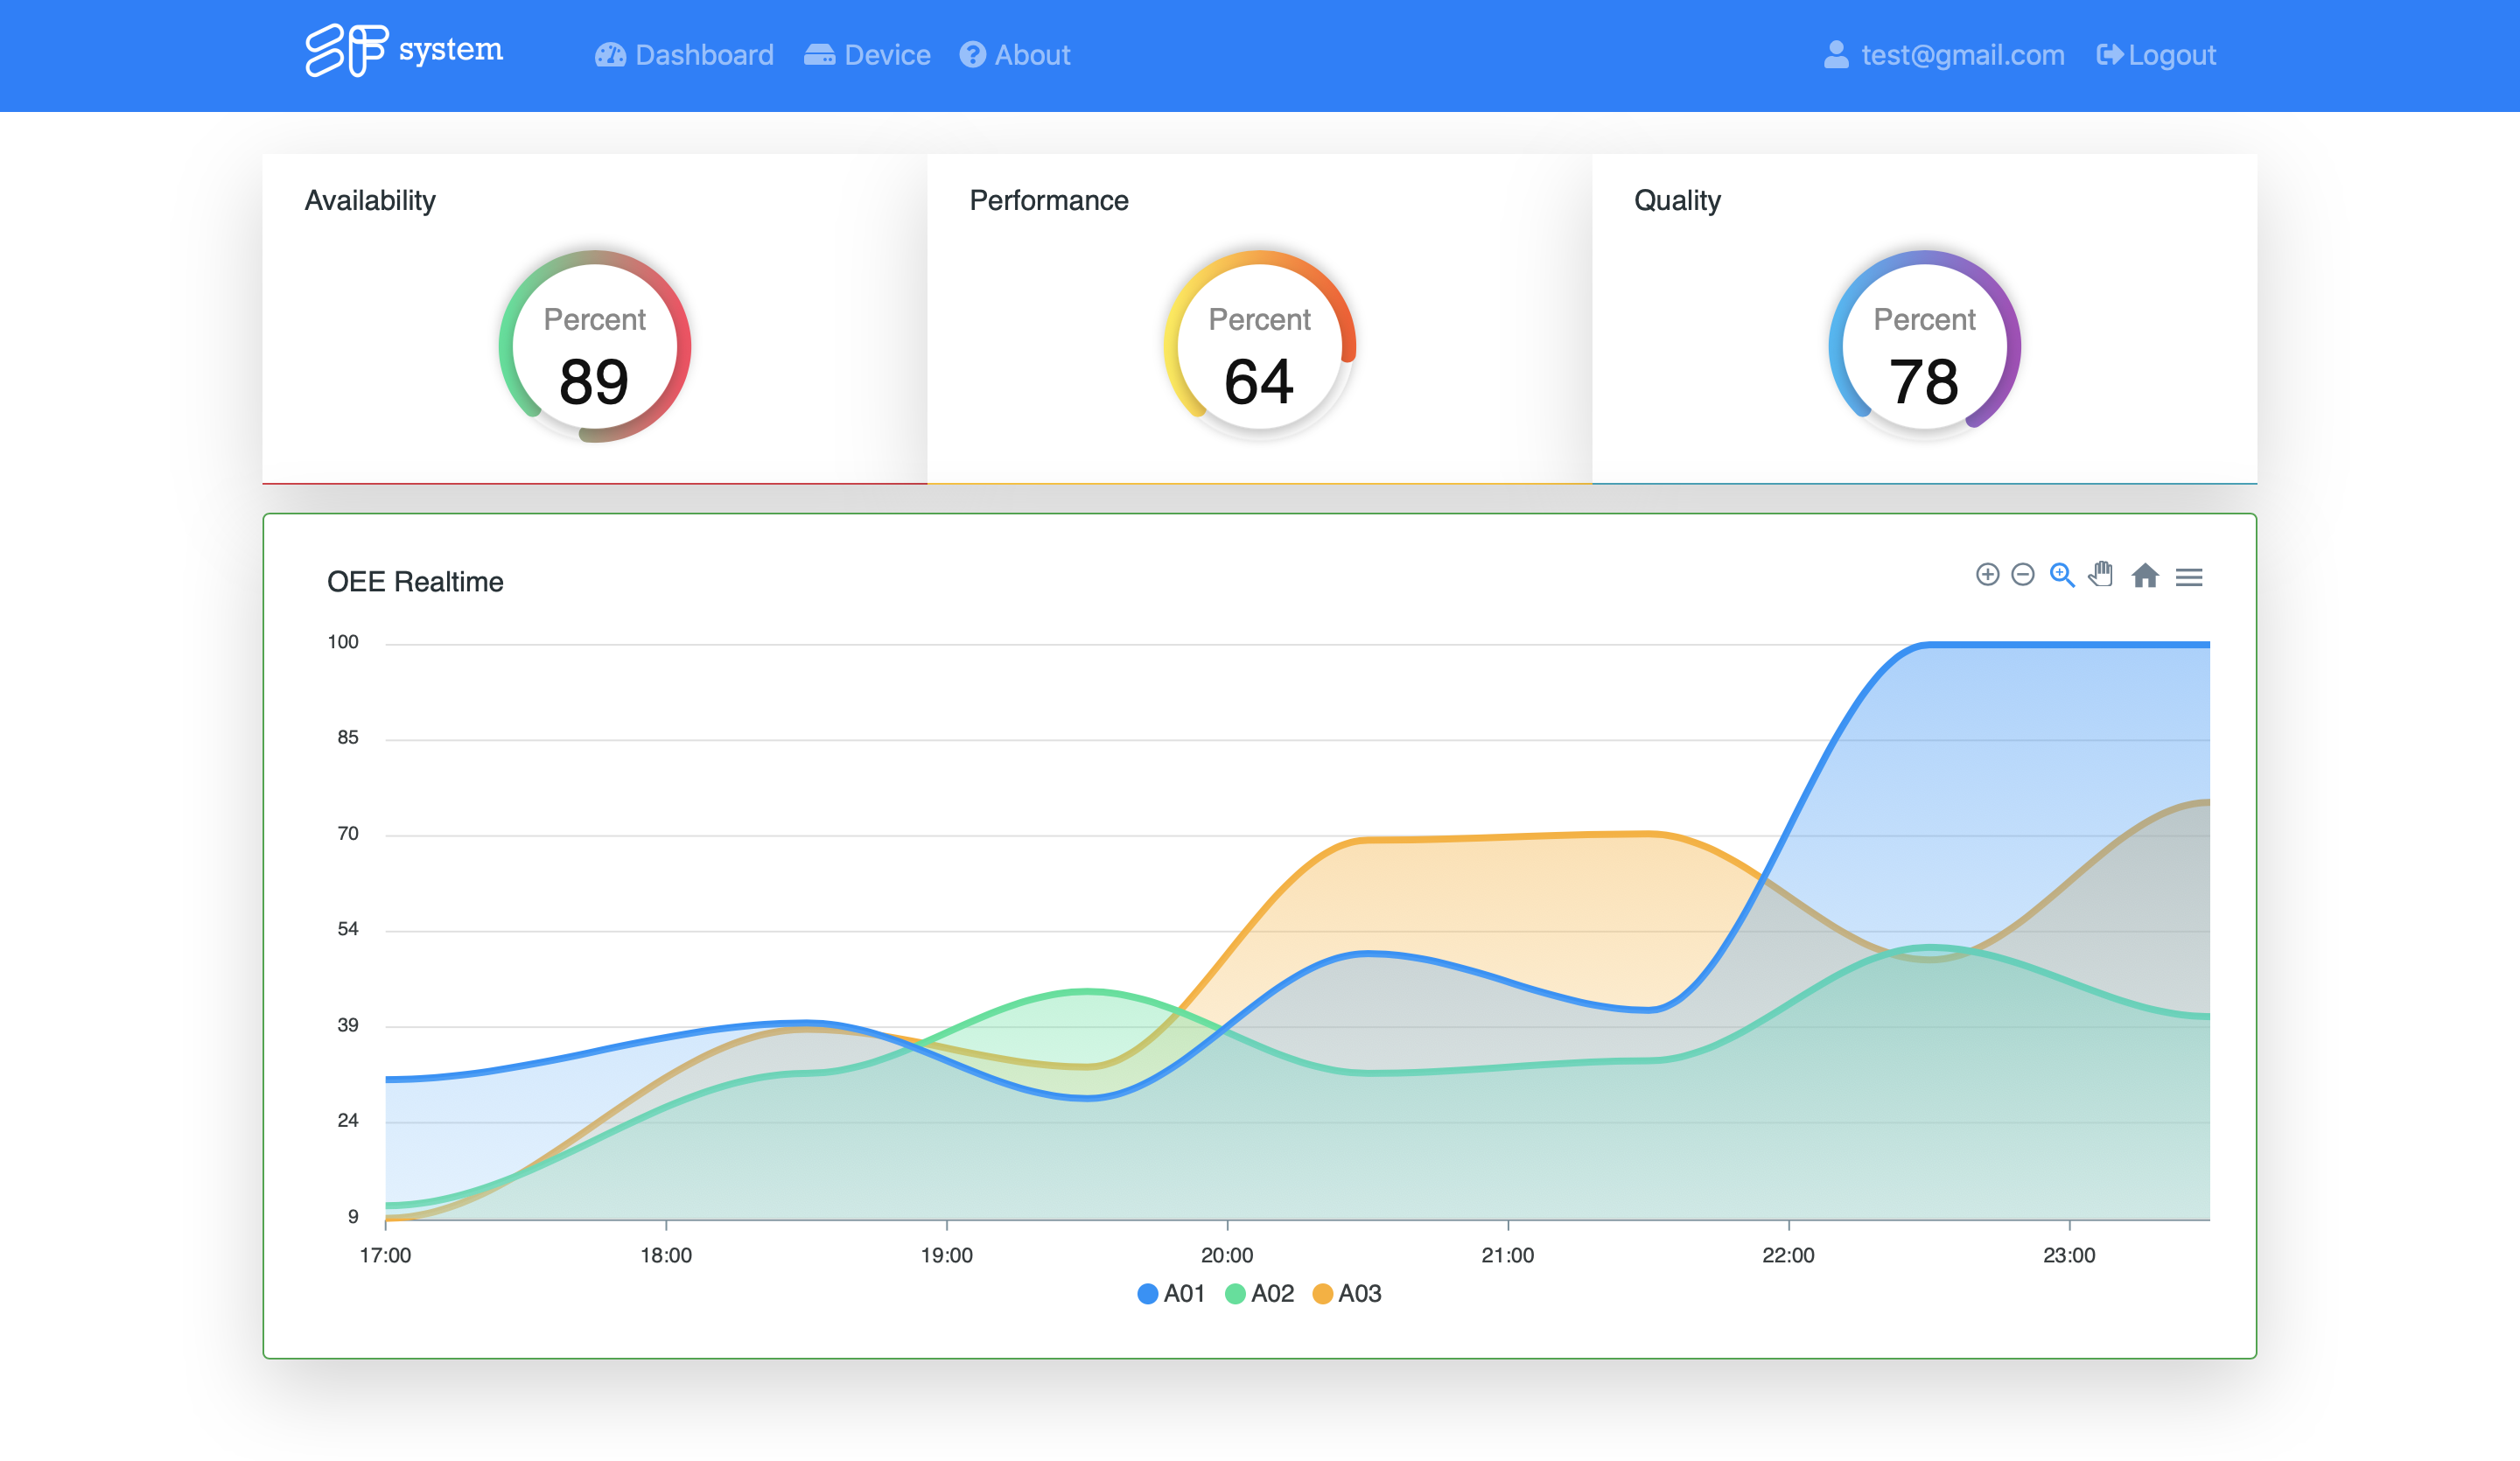 SF system Dashboard Device About test@gmail.com Logout
Availability Performance Quality
Percent Percent Percent
89 64 78
OEE Realtime
100
85
70
54
39
24
9
17:00 18:00 19:00 20:00 21:00 22:00 23:00
A01 A02 A03